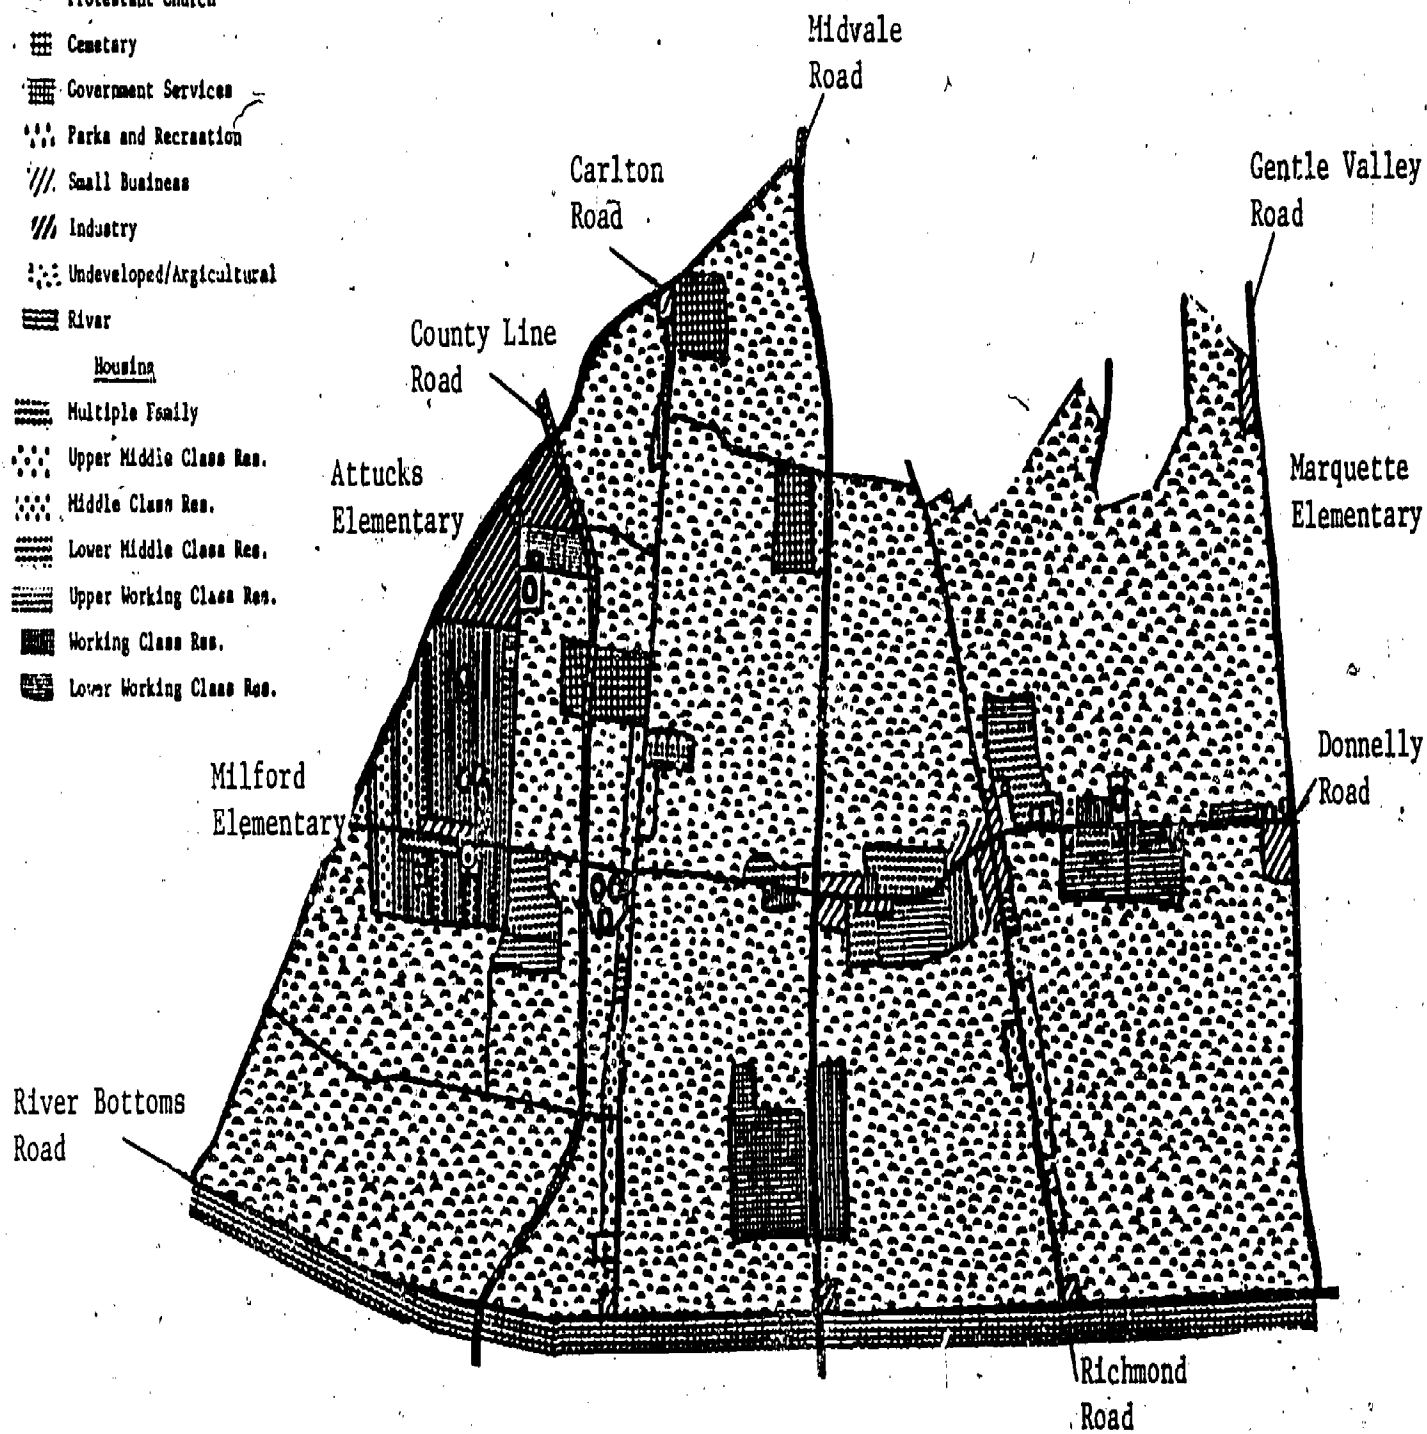 Protestant Church
Cemetary
Government Services
Parks and Recreation
Small Business
Industry
Undeveloped/Argicultural
River
Housing
Multiple Family
Upper Middle Class Res.
Middle Class Res.
Lower Middle Class Res.
Upper Working Class Res.
Working Class Res.
Lower Working Class Res.
Midvale
Road
Carlton
Road
Gentle Valley
Road
County Line
Road
Attucks
Elementary
Marquette
Elementary
Milford
Elementary
Donnelly
Road
River Bottoms
Road
Richmond
Road